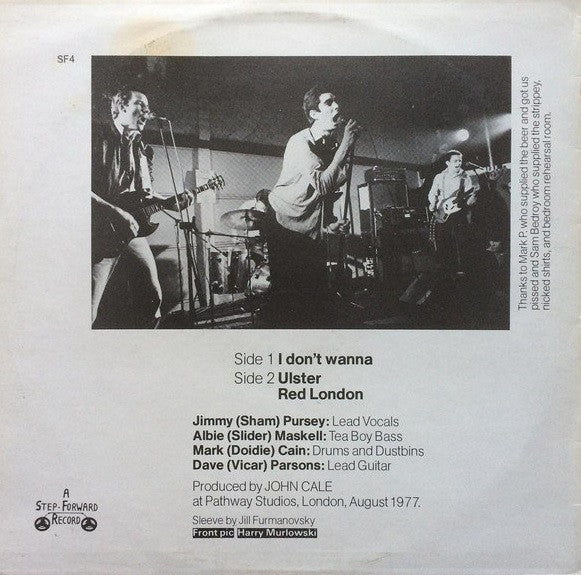 SF4
Thanks to Mark P. who supplied the beer and got us
pissed and Sam Bedroy who supplied the strippey,
nicked shirts, and bedroom rehearsal room.
Side 1 I don't wanna
Side 2 Ulster
Red London
Jimmy (Sham) Pursey: Lead Vocals
Albie (Slider) Maskell: Tea Boy Bass
Mark (Doidie) Cain: Drums and Dustbins
Dave (Vicar) Parsons: Lead Guitar
Produced by JOHN CALE
at Pathway Studios, London, August 1977.
Sleeve by Jill Furmanovsky
Front pic Harry Murlowski
A
STEP-FORWARD
RECORD